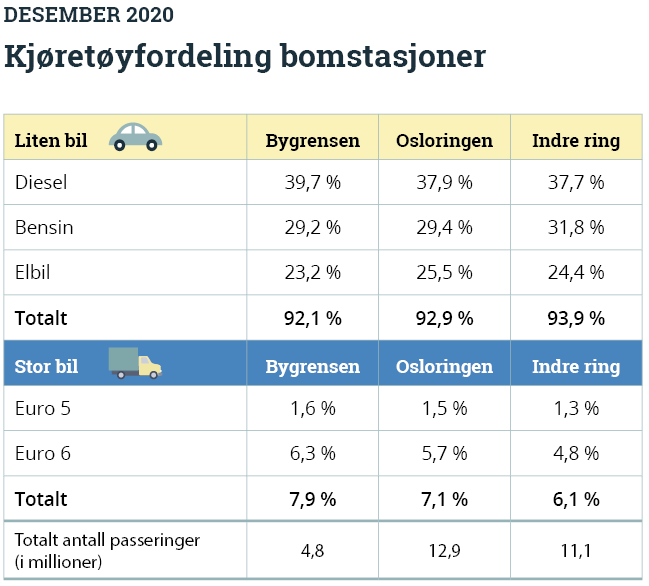 DESEMBER 2020
Kjøretøyfordeling bomstasjoner
Liten bil Bygrensen Osloringen Indre ring
Diesel 39,7 % 37,9 % 37,7 %
Bensin 29,2 % 29,4 % 31,8 %
Elbil 23,2 % 25,5 % 24,4 %
Totalt 92,1 % 92,9 % 93,9 %
Stor bil Bygrensen Osloringen Indre ring
Euro 5 1,6 % 1,5 % 1,3 %
Euro 6 6,3 % 5,7 % 4,8 %
Totalt 7,9 % 7,1 % 6,1 %
Totalt antall passeringer
(i millioner) 4,8 12,9 11,1